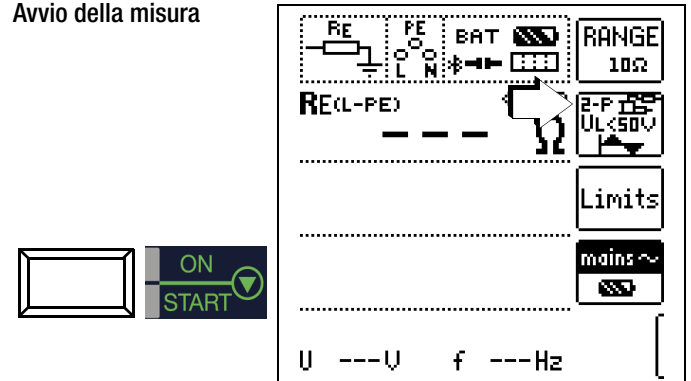 Avvio della misura
RE
PE
L N
BAT
RANGE
10Ω
RE(L-PE)
Ω
2-P
UL<50V
Limits
mains~
ON
START
U ---V f ---Hz